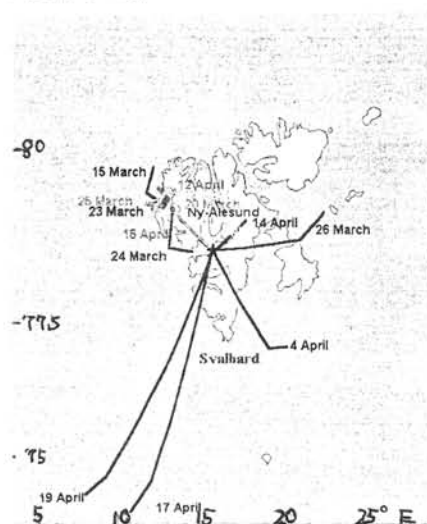 -80
15 March
12 April
26 March
20 March
23 March
Ny-Alesund
14 April
15 April
26 March
24 March
-77,5
4 April
Svalbard
-75
19 April
17 April
5
10
15
20
25° E